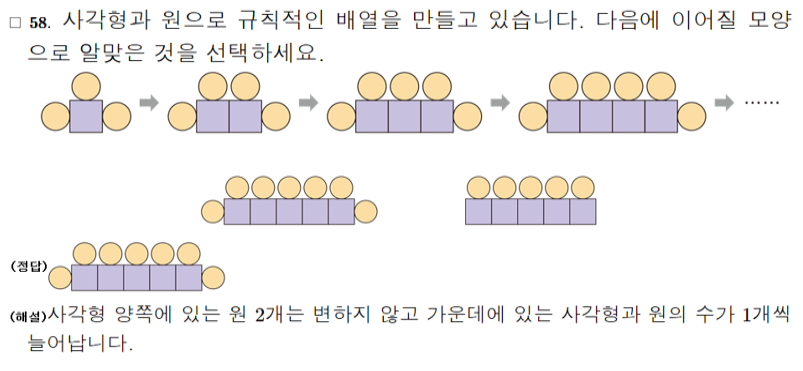 □ 58. 사각형과 원으로 규칙적인 배열을 만들고 있습니다. 다음에 이어질 모양
으로 알맞은 것을 선택하세요.
……
(정답)
(해설)사각형 양쪽에 있는 원 2개는 변하지 않고 가운데에 있는 사각형과 원의 수가 1개씩
늘어납니다.